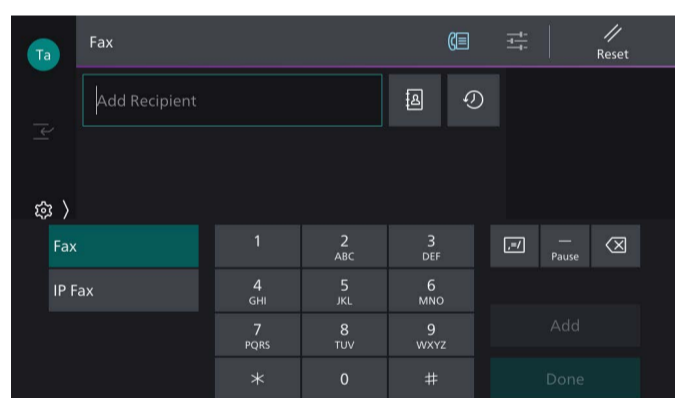 Ta
Fax
Reset
Add Recipient
Fax
IP Fax
1
2
ABC
3
DEF
4
GHI
5
JKL
6
MNO
7
PQRS
8
TUV
9
WXYZ
*
0
#
.=/
Pause
Add
Done